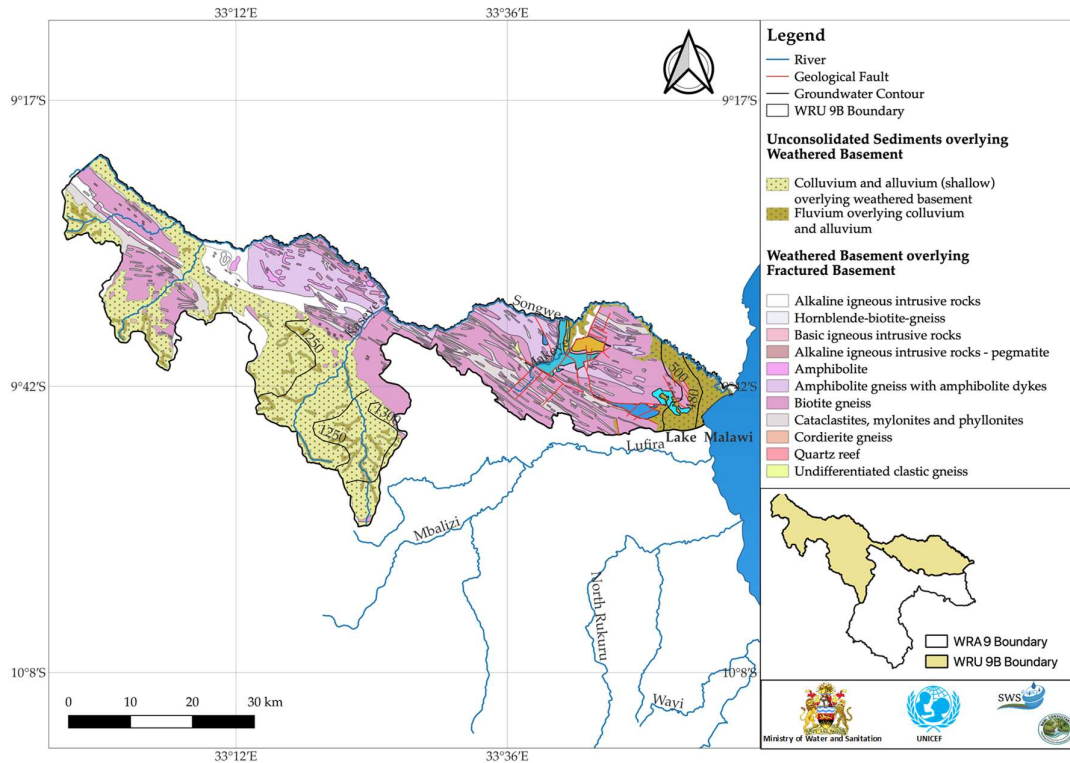 33°12'E 33°36'E
9°17'S 9°17'S
9°42'S 9°42'S
10°8'S 10°8'S
33°12'E 33°36'E
1250
1300
1250
500
480
Kaseye
Songwe
Makeye
Lufira
Lake Malawi
Mbalizi
North Rukuru
Wayi
0 10 20 30 km
Legend
River
Geological Fault
Groundwater Contour
WRU 9B Boundary
Unconsolidated Sediments overlying
Weathered Basement
Colluvium and alluvium (shallow)
overlying weathered basement
Fluvium overlying colluvium
and alluvium
Weathered Basement overlying
Fractured Basement
Alkaline igneous intrusive rocks
Hornblende-biotite-gneiss
Basic igneous intrusive rocks
Alkaline igneous intrusive rocks - pegmatite
Amphibolite
Amphibolite gneiss with amphibolite dykes
Biotite gneiss
Cataclastites, mylonites and phyllonites
Cordierite gneiss
Quartz reef
Undifferentiated clastic gneiss
WRA 9 Boundary
WRU 9B Boundary
Ministry of Water and Sanitation
UNICEF
SWS